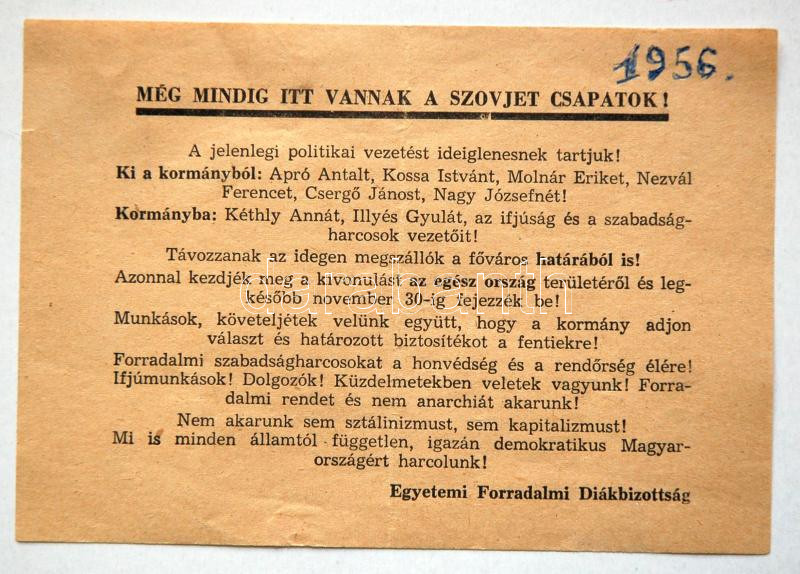 1956.
MÉG MINDIG ITT VANNAK A SZOVJET CSAPATOK!
A jelenlegi politikai vezetést ideiglenesnek tartjuk!
Ki a kormányból: Apró Antalt, Kossa Istvánt, Molnár Eriket, Nezvál
Ferencet, Csergő Jánost, Nagy Józsefnét!
Kormányba: Kéthly Annát, Illyés Gyulát, az ifjúság és a szabadság-
harcosok vezetőit!
Távozzanak az idegen megszállók a főváros határából is!
Azonnal kezdjék meg a kivonulást az egész ország területéről és leg-
később november 30-ig fejezzék be!
Munkások, követeljétek velünk együtt, hogy a kormány adjon
választ és határozott biztosítékot a fentiekre!
Forradalmi szabadságharcosokat a honvédség és a rendőrség élére!
Ifjúmunkások! Dolgozók! Küzdelmetekben veletek vagyunk! Forra-
dalmi rendet és nem anarchiát akarunk!
Nem akarunk sem sztálinizmust, sem kapitalizmust!
Mi is minden államtól független, igazán demokratikus Magyar-
országért harcolunk!
Egyetemi Forradalmi Diákbizottság
darabanth